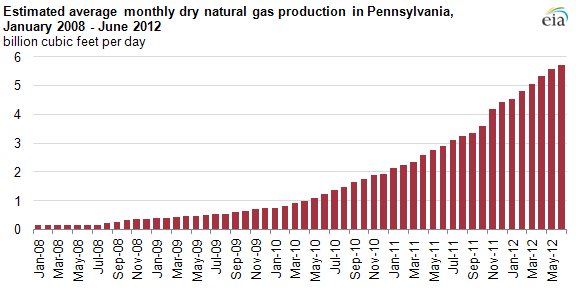 Estimated average monthly dry natural gas production in Pennsylvania,
January 2008 - June 2012
billion cubic feet per day
eia
6
5
4
3
2
1
0
Jan-08
Mar-08
May-08
Jul-08
Sep-08
Nov-08
Jan-09
Mar-09
May-09
Jul-09
Sep-09
Nov-09
Jan-10
Mar-10
May-10
Jul-10
Sep-10
Nov-10
Jan-11
Mar-11
May-11
Jul-11
Sep-11
Nov-11
Jan-12
Mar-12
May-12